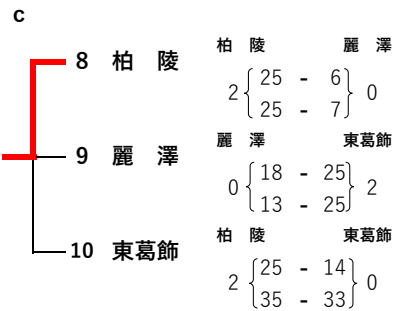 c
8 柏 陵
9 麗 澤
10 東葛飾
柏 陵 麗 澤
2 { 25 - 6 } 0
25 - 7
麗 澤 東葛飾
0 { 18 - 25 } 2
13 - 25
柏 陵 東葛飾
2 { 25 - 14 } 0
35 - 33